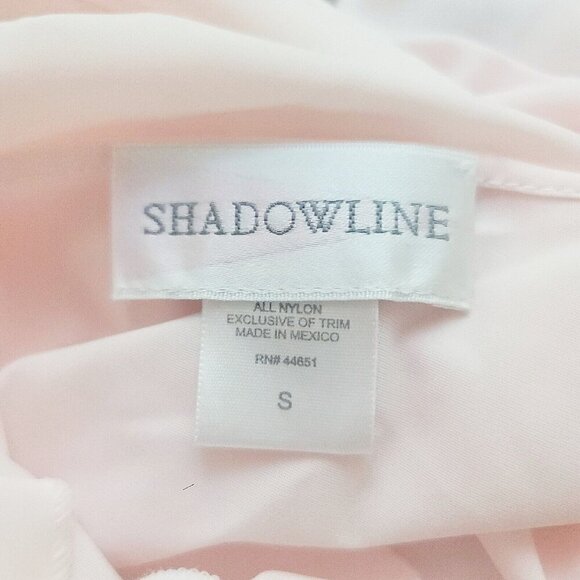 SHADOWLINE
ALL NYLON
EXCLUSIVE OF TRIM
MADE IN MEXICO
RN# 44651
S